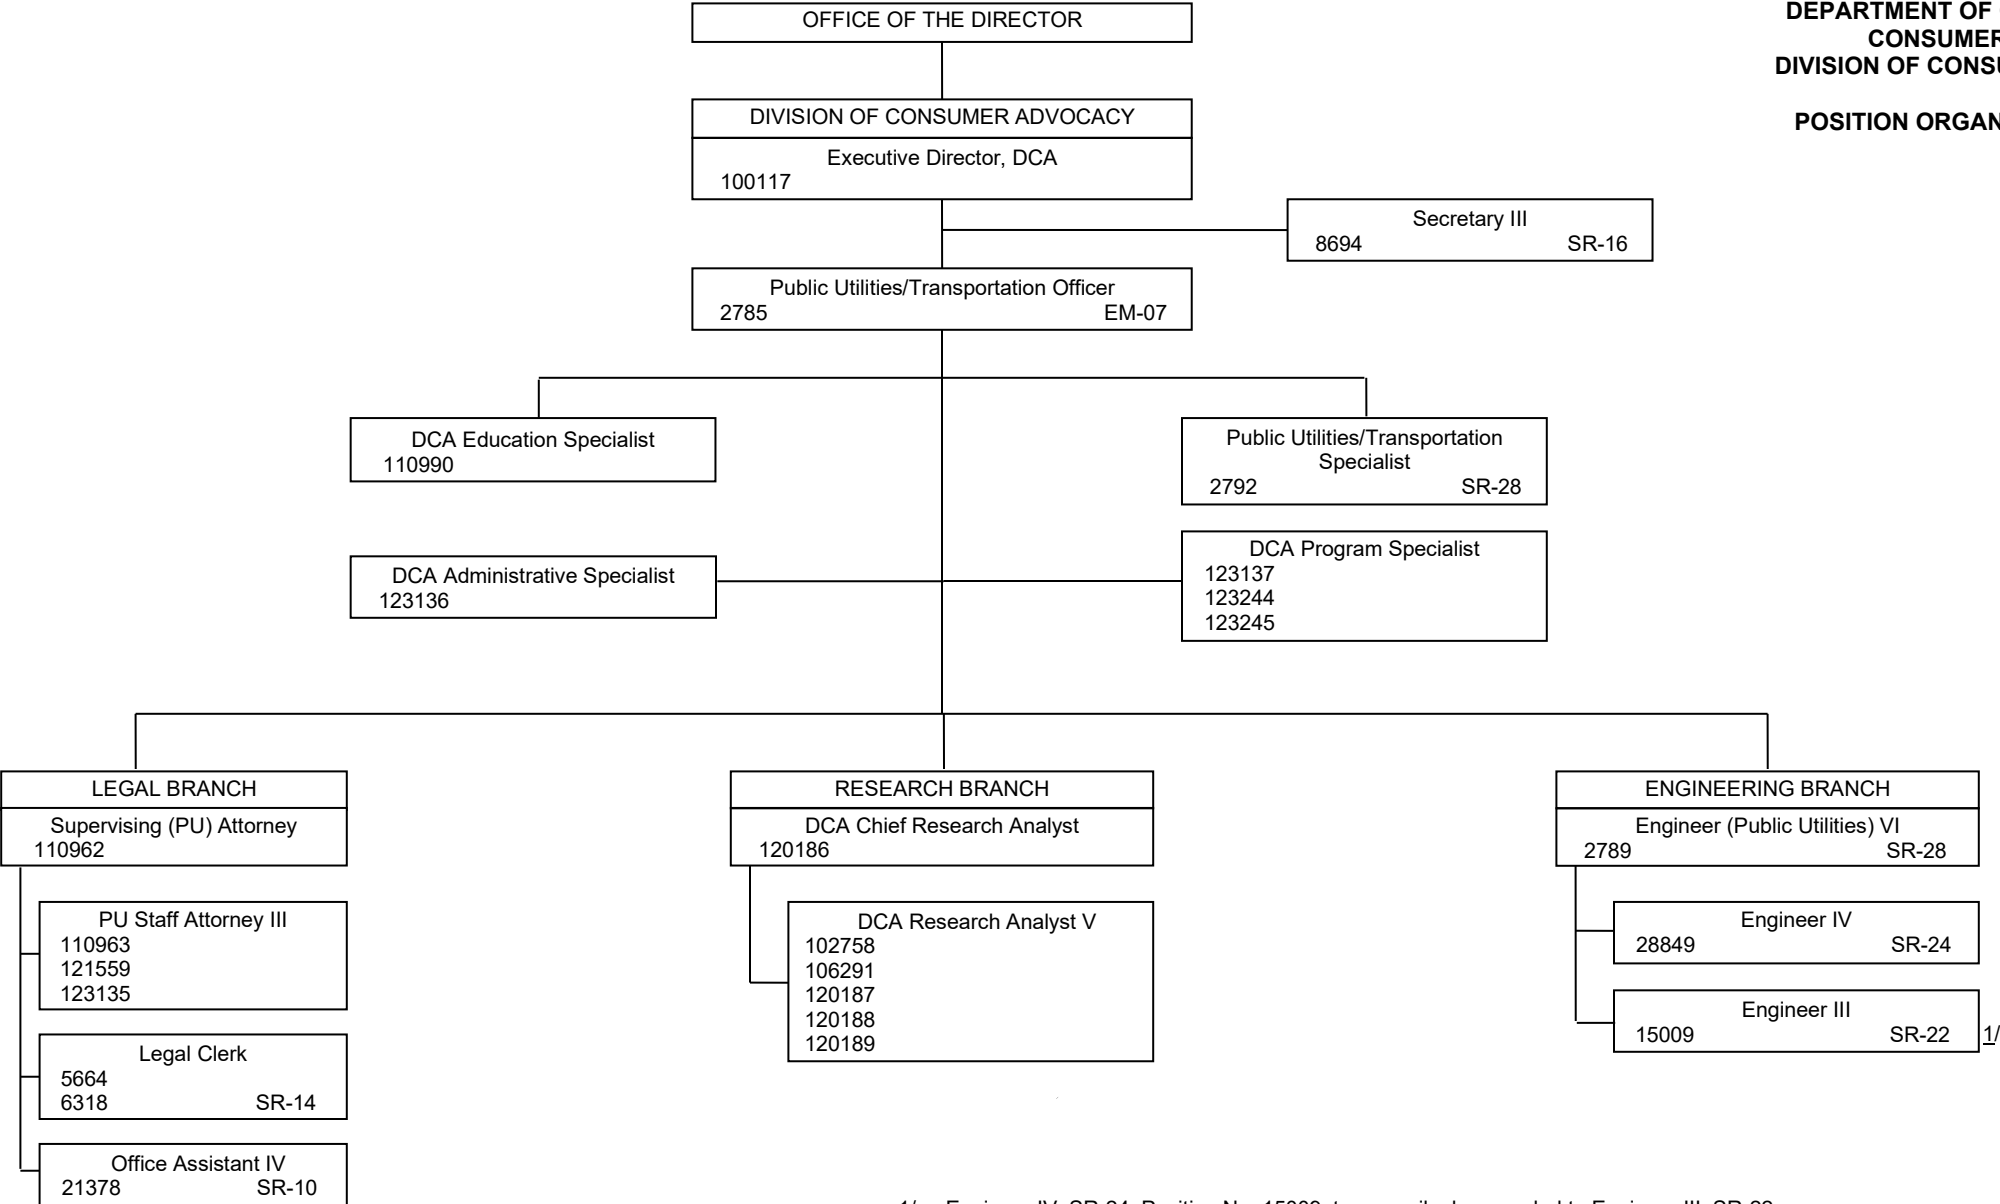 OFFICE OF THE DIRECTOR
DEPARTMENT OF
CONSUMER
DIVISION OF
POSITION
DIVISION OF CONSUMER ADVOCACY
Executive Director, DCA
100117
Secretary III
8694 SR-16
Public Utilities/Transportation Officer
2785 EM-07
DCA Education Specialist
110990
Public Utilities/Transportation
Specialist
2792 SR-28
DCA Administrative Specialist
123136
DCA Program Specialist
123137
123244
123245
LEGAL BRANCH
Supervising (PU) Attorney
110962
PU Staff Attorney III
110963
121559
123135
Legal Clerk
5664
6318 SR-14
Office Assistant IV
21378 SR-10
RESEARCH BRANCH
DCA Chief Research Analyst
120186
DCA Research Analyst V
102758
106291
120187
120188
120189
ENGINEERING BRANCH
Engineer (Public Utilities) VI
2789 SR-28
Engineer IV
28849 SR-24
Engineer III
15009 SR-22 1/